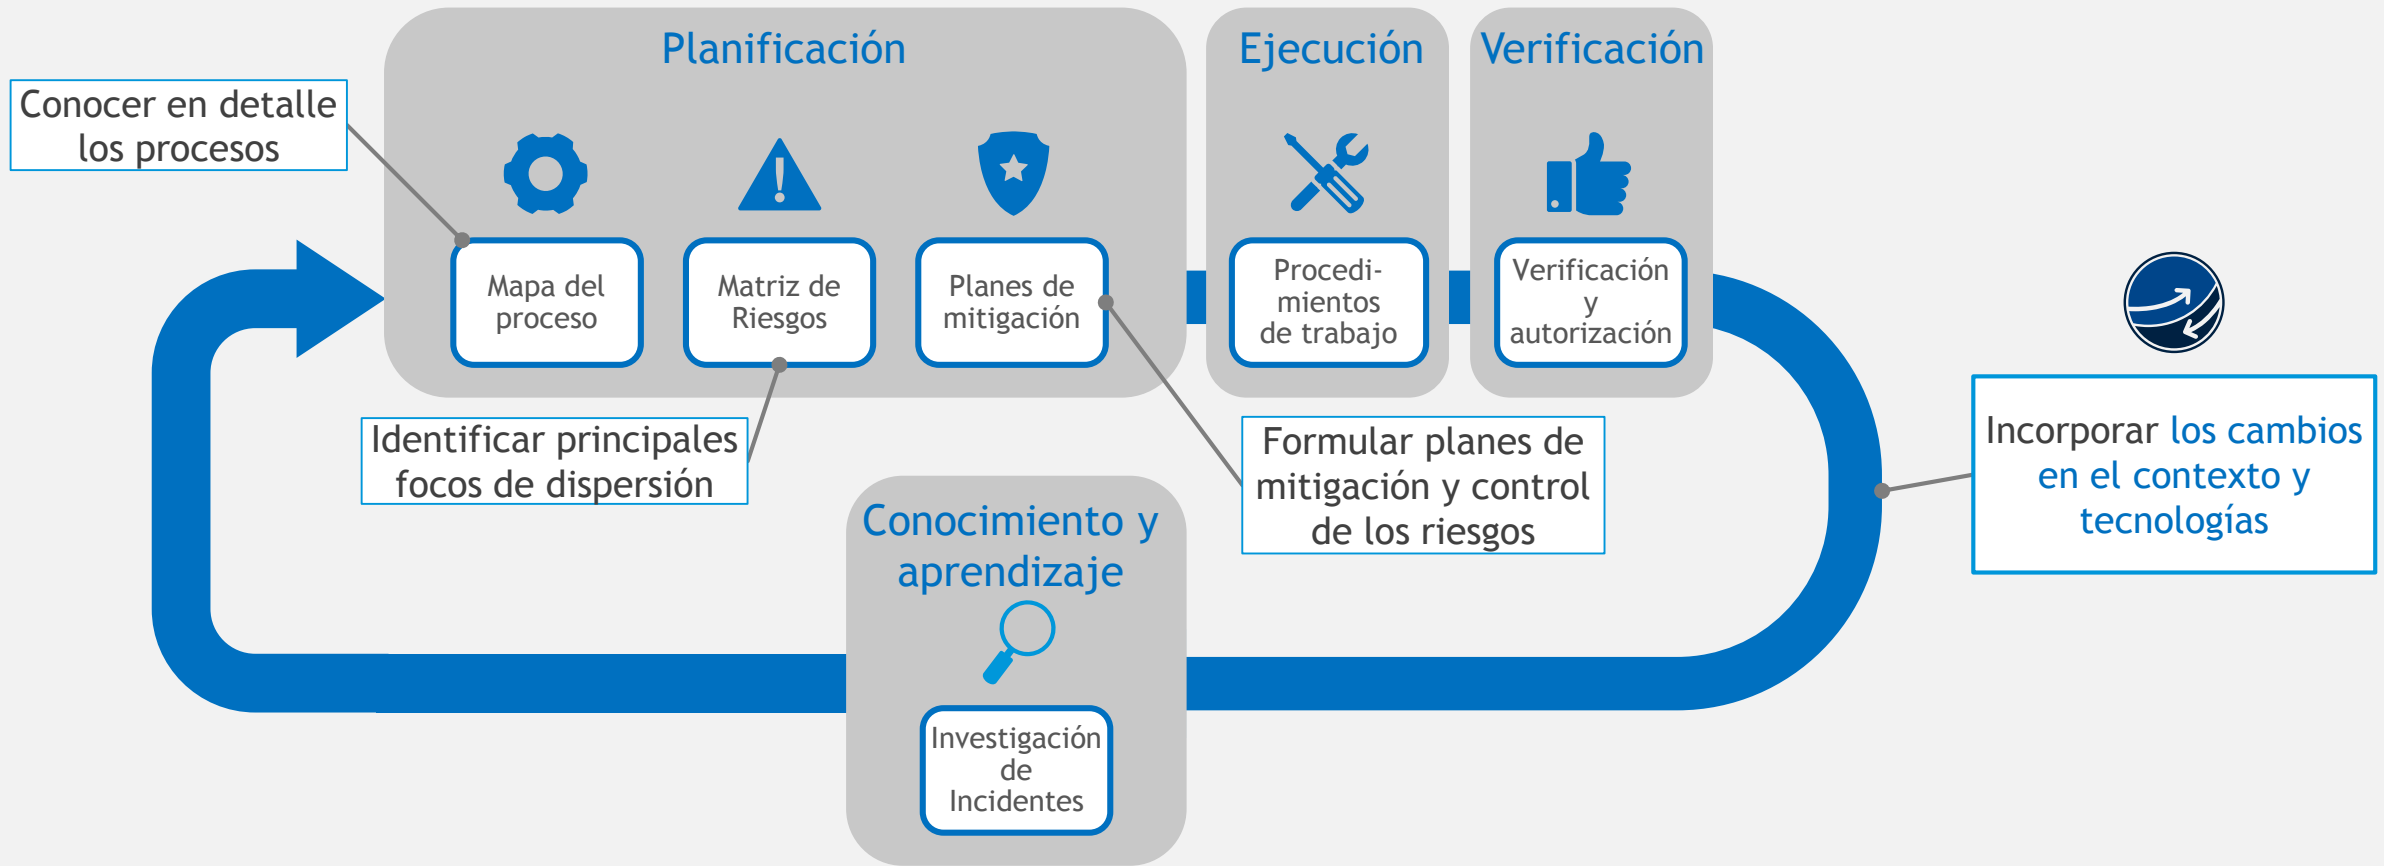 Planificación
Ejecución
Verificación
Conocer en detalle
los procesos
Mapa del
proceso
Matriz de
Riesgos
Planes de
mitigación
Procedi-
mientos
de trabajo
Verificación
y
autorización
Identificar principales
focos de dispersión
Formular planes de
mitigación y control
de los riesgos
Incorporar los cambios
en el contexto y
tecnologías
Conocimiento y
aprendizaje
Investigación
de
Incidentes